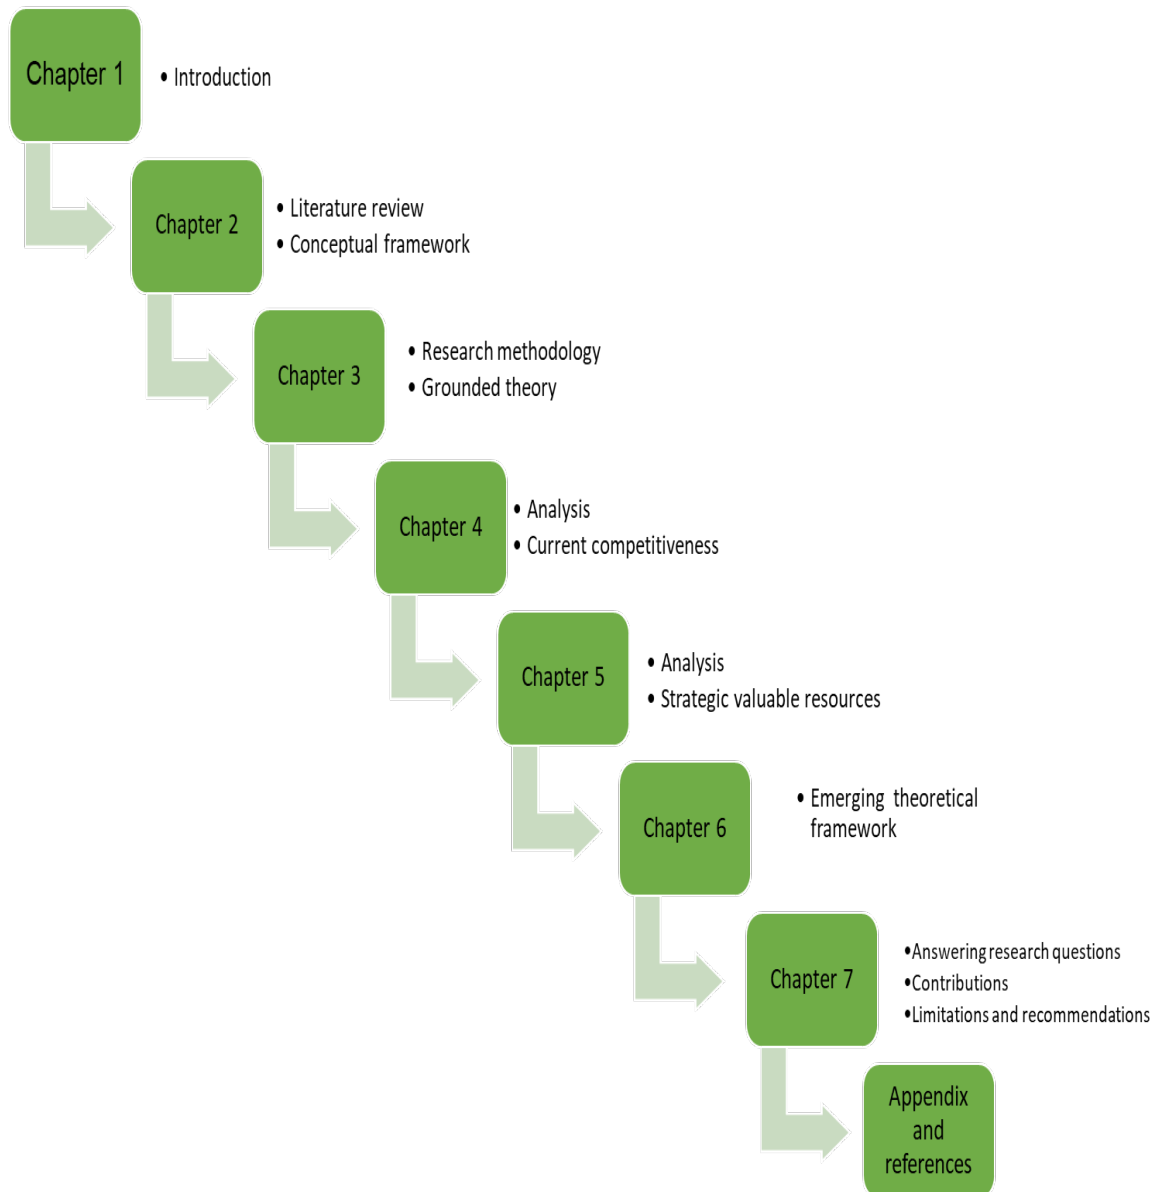 Chapter 1
• Introduction
Chapter 2
• Literature review
• Conceptual framework
Chapter 3
• Research methodology
• Grounded theory
Chapter 4
• Analysis
• Current competitiveness
Chapter 5
• Analysis
• Strategic valuable resources
Chapter 6
• Emerging theoretical
framework
Chapter 7
•Answering research questions
•Contributions
•Limitations and recommendations
Appendix
and
references